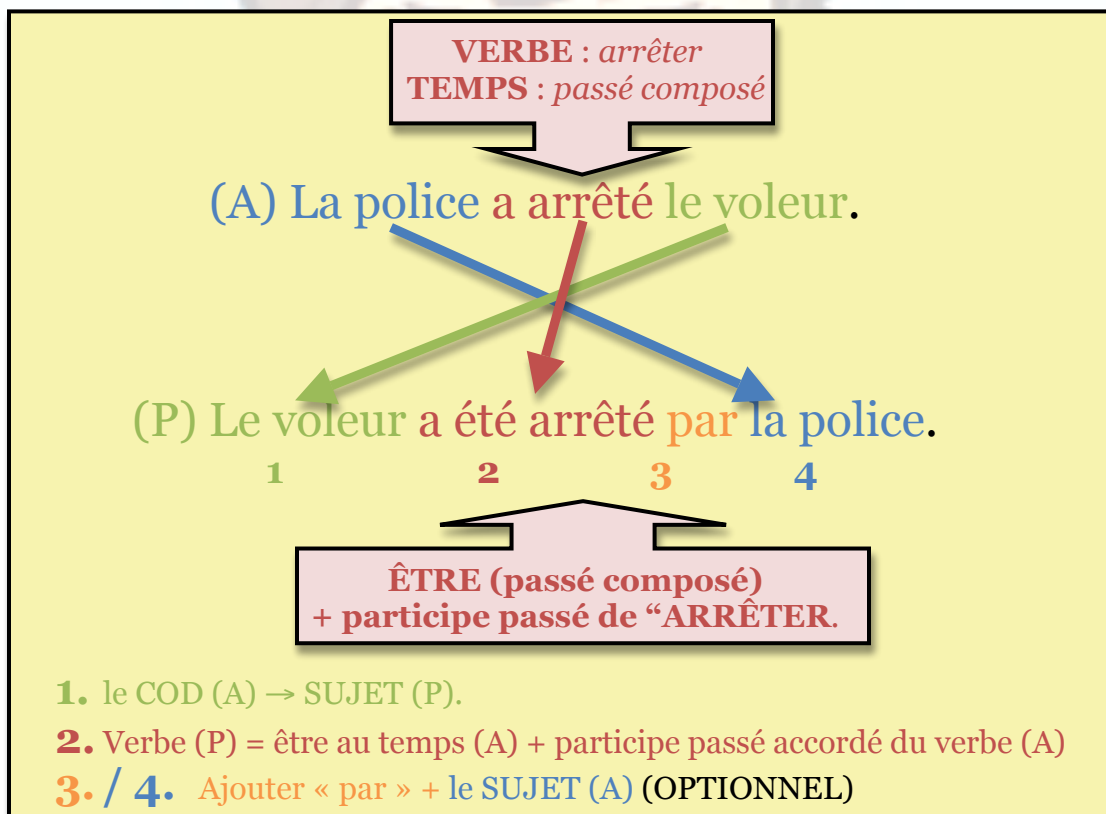 VERBE : arrêter
TEMPS : passé composé
(A) La police a arrêté le voleur.
(P) Le voleur a été arrêté par la police.
1 2 3 4
ÊTRE (passé composé)
+ participe passé de “ARRÊTER.
1. le COD (A) → SUJET (P).
2. Verbe (P) = être au temps (A) + participe passé accordé du verbe (A)
3. / 4. Ajouter « par » + le SUJET (A) (OPTIONNEL)